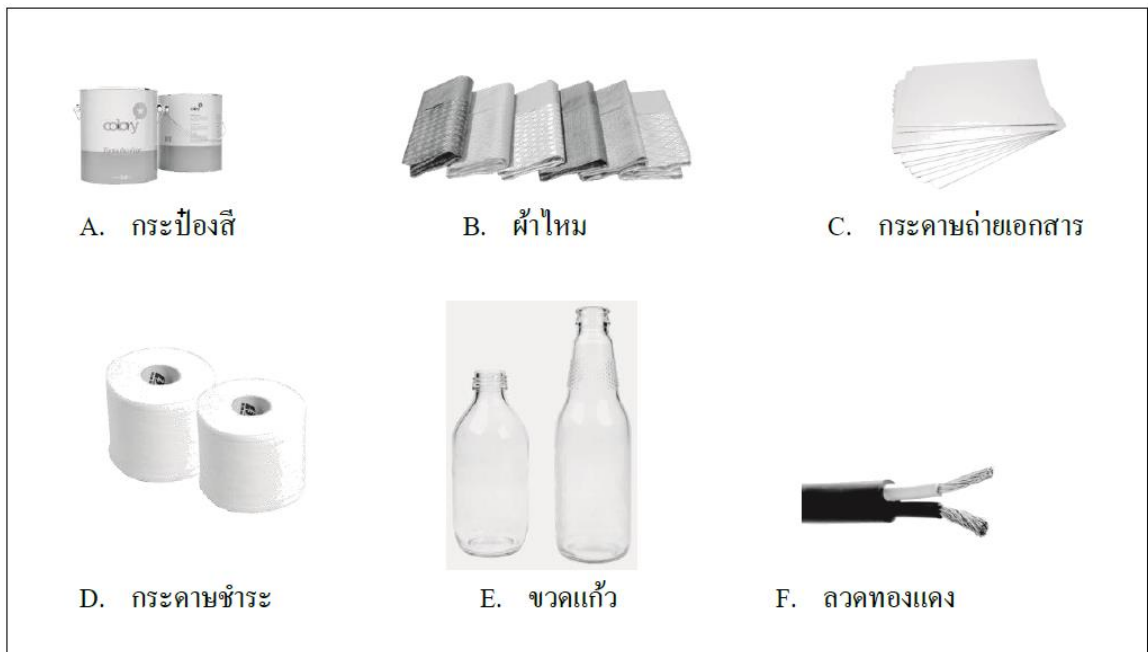 colory
A. กระป๋องสี
B. ผ้าไหม
C. กระดาษถ่ายเอกสาร
D. กระดาษชำระ
E. ขวดแก้ว
F. ลวดทองแดง